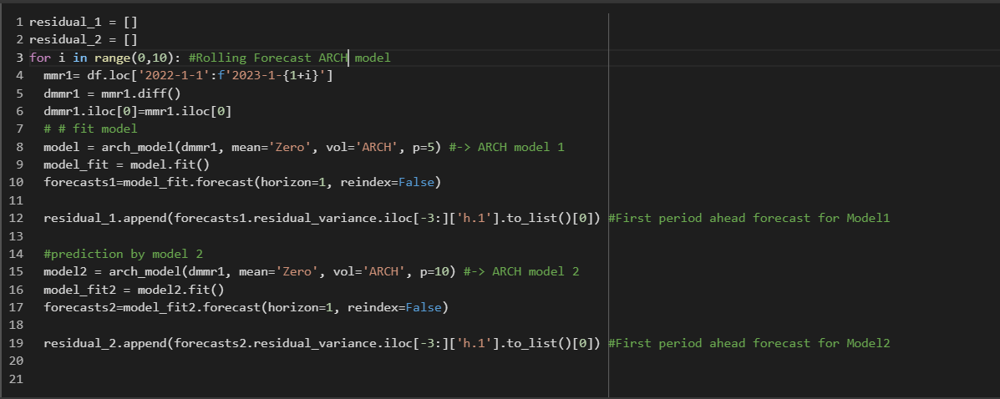 1 residual_1 = []
2 residual_2 = []
3 for i in range(0,10): #Rolling Forecast ARCH model
4   mmr1= df.loc['2022-1-1':f'2023-1-{1+i}']
5   dmmr1 = mmr1.diff()
6   dmmr1.iloc[0]=mmr1.iloc[0]
7   # # fit model
8   model = arch_model(dmmr1, mean='Zero', vol='ARCH', p=5) #-> ARCH model 1
9   model_fit = model.fit()
10   forecasts1=model_fit.forecast(horizon=1, reindex=False)
11
12   residual_1.append(forecasts1.residual_variance.iloc[-3:]['h.1'].to_list()[0]) #First period ahead forecast for Model1
13
14   #prediction by model 2
15   model2 = arch_model(dmmr1, mean='Zero', vol='ARCH', p=10) #-> ARCH model 2
16   model_fit2 = model2.fit()
17   forecasts2=model_fit2.forecast(horizon=1, reindex=False)
18
19   residual_2.append(forecasts2.residual_variance.iloc[-3:]['h.1'].to_list()[0]) #First period ahead forecast for Model2
20
21